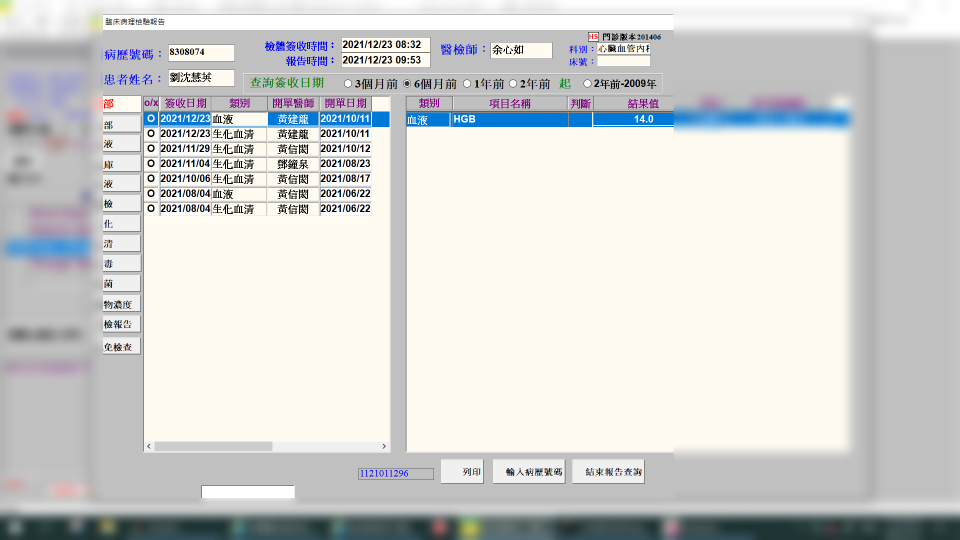 臨床病理檢驗報告
HS 門診版本201406
病歷號碼： 8308074 檢體簽收時間： 2021/12/23 08:32 醫檢師： 余心如 科別： 心臟血管內科
報告時間： 2021/12/23 09:53 床號：
患者姓名： 劉沈慧英 查詢簽收日期 3個月前 6個月前 1年前 2年前 起 2年前-2009年
部 o/x 簽收日期 類別 開單醫師 開單日期 類別 項目名稱 判斷 結果值
O 2021/12/23 血液 黃建龍 2021/10/11 血液 HGB 14.0
部 O 2021/12/23 生化血清 黃建龍 2021/10/11
液 O 2021/11/29 生化血清 黃信閎 2021/10/12
庫 O 2021/11/04 生化血清 鄧鐘泉 2021/08/23
液 O 2021/10/06 生化血清 黃信閎 2021/08/17
O 2021/08/04 血液 黃信閎 2021/06/22
檢 O 2021/08/04 生化血清 黃信閎 2021/06/22
化
清
毒
菌
物濃度
檢報告
免檢查
1121011296 列印 輸入病歷號碼 結束報告查詢